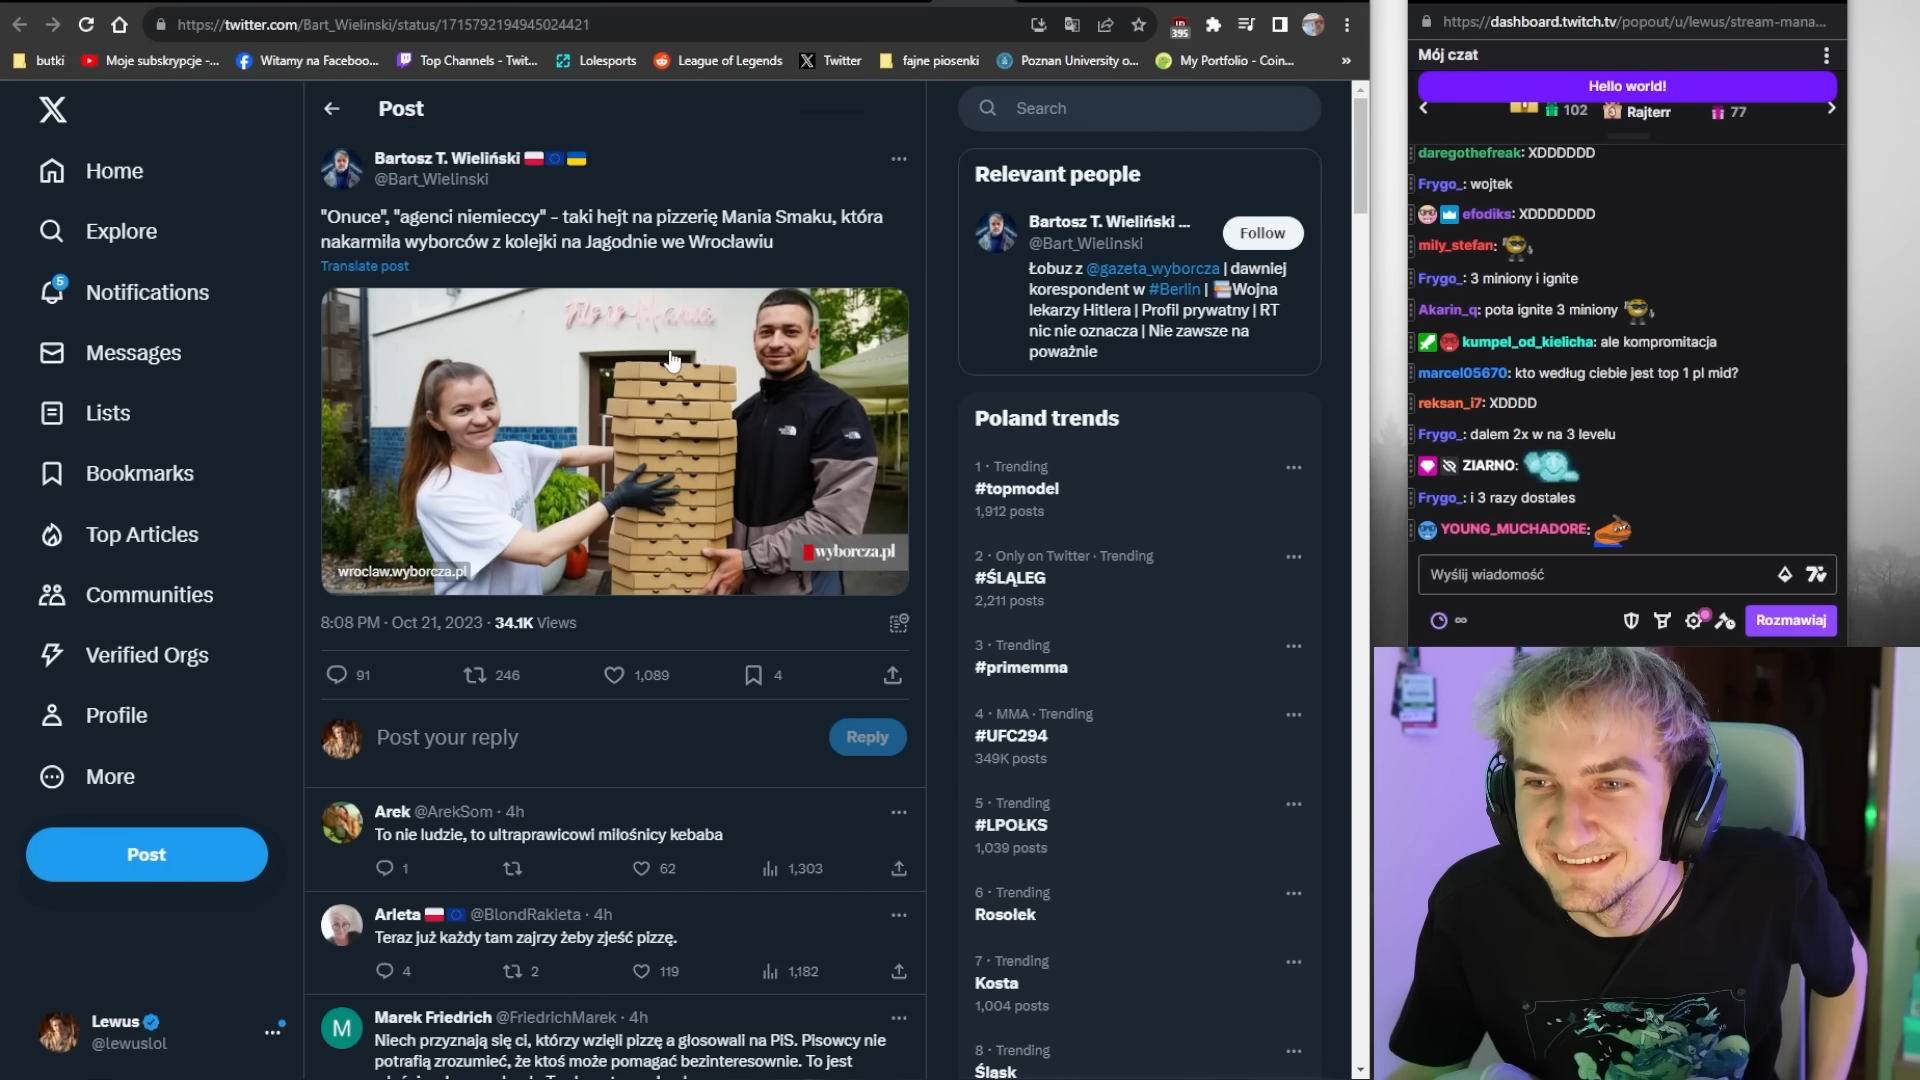 https://twitter.com/Bart_Wielinski/status/1715792194945024421
395
butki
Moje subskrypcje -...
Witamy na Faceboo...
Top Channels - Twit...
Lolesports
League of Legends
Twitter
fajne piosenki
Poznan University o...
My Portfolio - Coin...
»
Home
Explore
5
Notifications
Messages
Lists
Bookmarks
Top Articles
Communities
Verified Orgs
Profile
More
Post
Lewus
@lewuslol
Post
Bartosz T. Wieliński
@Bart_Wielinski
"Onuce", "agenci niemieccy" - taki hejt na pizzerię Mania Smaku, która
nakarmiła wyborców z kolejki na Jagodnie we Wrocławiu
Translate post
wroclaw.wyborcza.pl
wyborcza.pl
8:08 PM · Oct 21, 2023 · 34.1K Views
91
246
1,089
4
Post your reply
Reply
Arek @ArekSom · 4h
To nie ludzie, to ultraprawicowi miłośnicy kebaba
1
62
1,303
Arleta @BlondRakieta · 4h
Teraz już każdy tam zajrzy żeby zjeść pizzę.
4
2
119
1,182
M
Marek Friedrich @FriedrichMarek · 4h
Niech przyznają się ci, którzy wzięli pizzę a głosowali na PiS. Pisowcy nie
potrafią zrozumieć, że ktoś może pomagać bezinteresownie. To jest
Search
Relevant people
Bartosz T. Wieliński ...
@Bart_Wielinski
Follow
Łobuz z @gazeta_wyborcza | dawniej
korespondent w #Berlin | Wojna
lekarzy Hitlera | Profil prywatny | RT
nic nie oznacza | Nie zawsze na
poważnie
Poland trends
1 · Trending
#topmodel
1,912 posts
2 · Only on Twitter · Trending
#ŚLĄLEG
2,211 posts
3 · Trending
#primemma
4 · MMA · Trending
#UFC294
349K posts
5 · Trending
#LPOŁKS
1,039 posts
6 · Trending
Rosołek
7 · Trending
Kosta
1,004 posts
8 · Trending
Śląsk
https://dashboard.twitch.tv/popout/u/lewus/stream-mana...
Mój czat
Hello world!
102
Rajterr
77
daregothefreak: XDDDDDD
Frygo_: wojtek
efodiks: XDDDDDDD
mily_stefan:
Frygo_: 3 miniony i ignite
Akarin_q: pota ignite 3 miniony
kumpel_od_kielicha: ale kompromitacja
marcel05670: kto według ciebie jest top 1 pl mid?
reksan_i7: XDDDD
Frygo_: dalem 2x w na 3 levelu
ZIARNO:
Frygo_: i 3 razy dostales
YOUNG_MUCHADORE:
Wyślij wiadomość
∞
Rozmawiaj